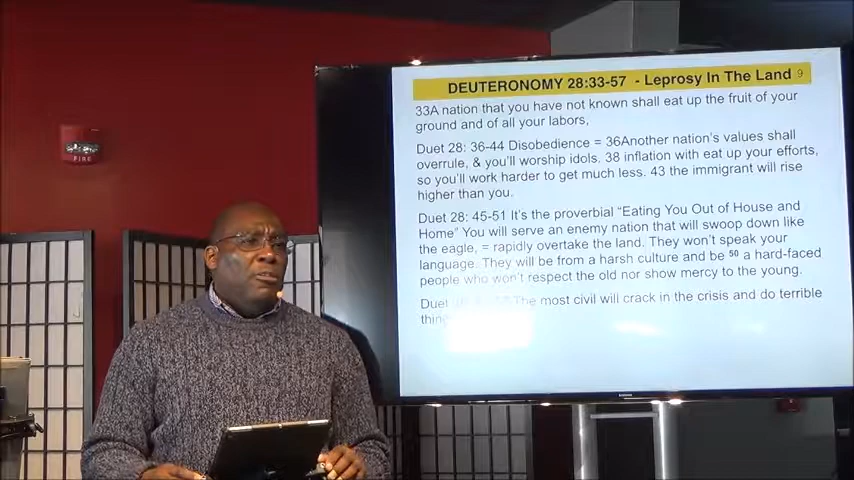 DEUTERONOMY 28:33-57 - Leprosy In The Land 9
33A nation that you have not known shall eat up the fruit of your
ground and of all your labors,
Duet 28: 36-44 Disobedience = 36Another nation's values shall
overrule, & you'll worship idols. 38 inflation with eat up your efforts,
so you'll work harder to get much less. 43 the immigrant will rise
higher than you.
Duet 28: 45-51 It's the proverbial “Eating You Out of House and
Home” You will serve an enemy nation that will swoop down like
the eagle, = rapidly overtake the land. They won't speak your
language. They will be from a harsh culture and be 50 a hard-faced
people who won't respect the old nor show mercy to the young.
Duet The most civil will crack in the crisis and do terrible
FIRE